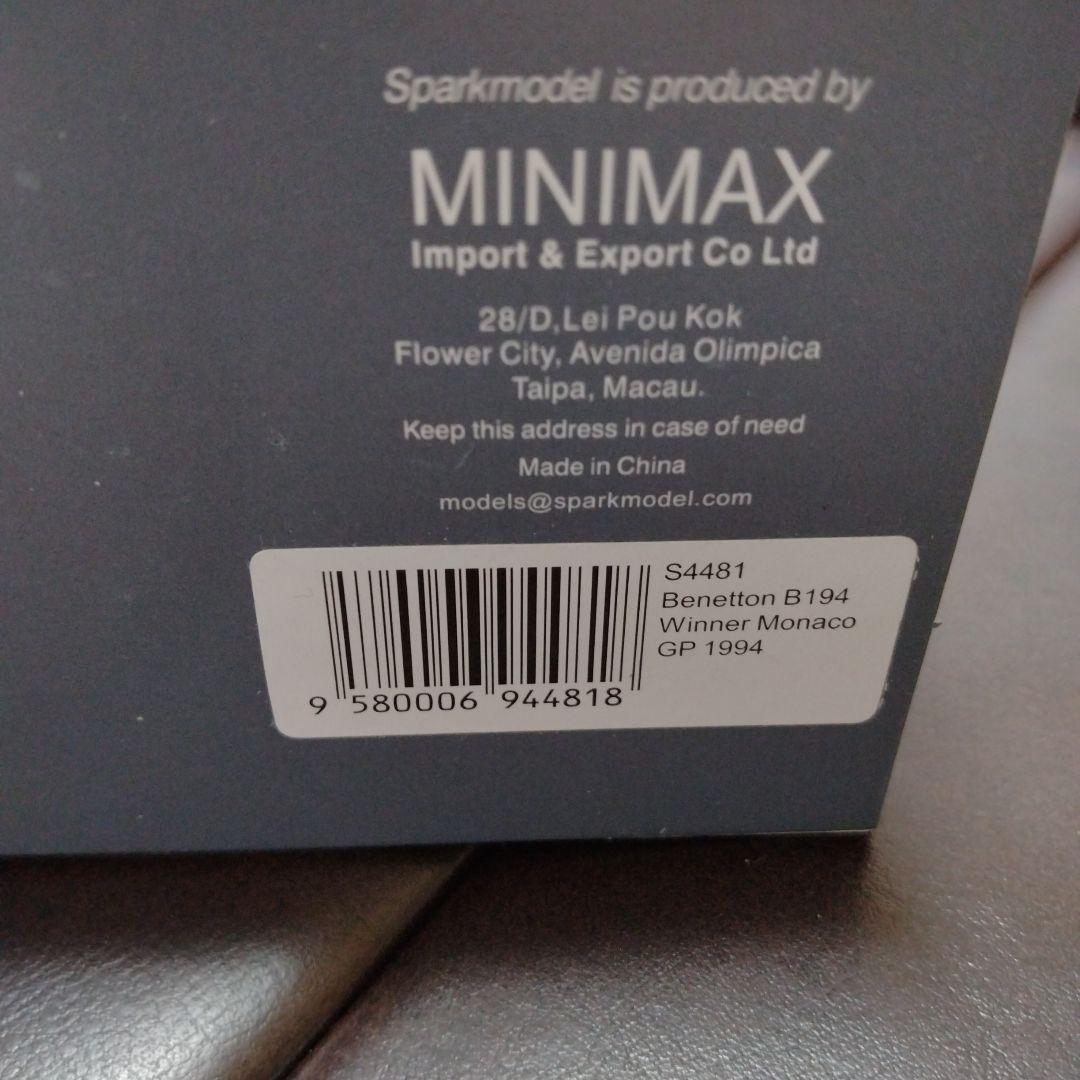 Sparkmodel is produced by
MINIMAX
Import & Export Co Ltd
28/D,Lei Pou Kok
Flower City, Avenida Olimpica
Taipa, Macau.
Keep this address in case of need
Made in China
models@sparkmodel.com
S4481
Benetton B194
Winner Monaco
GP 1994
9 580006 944818